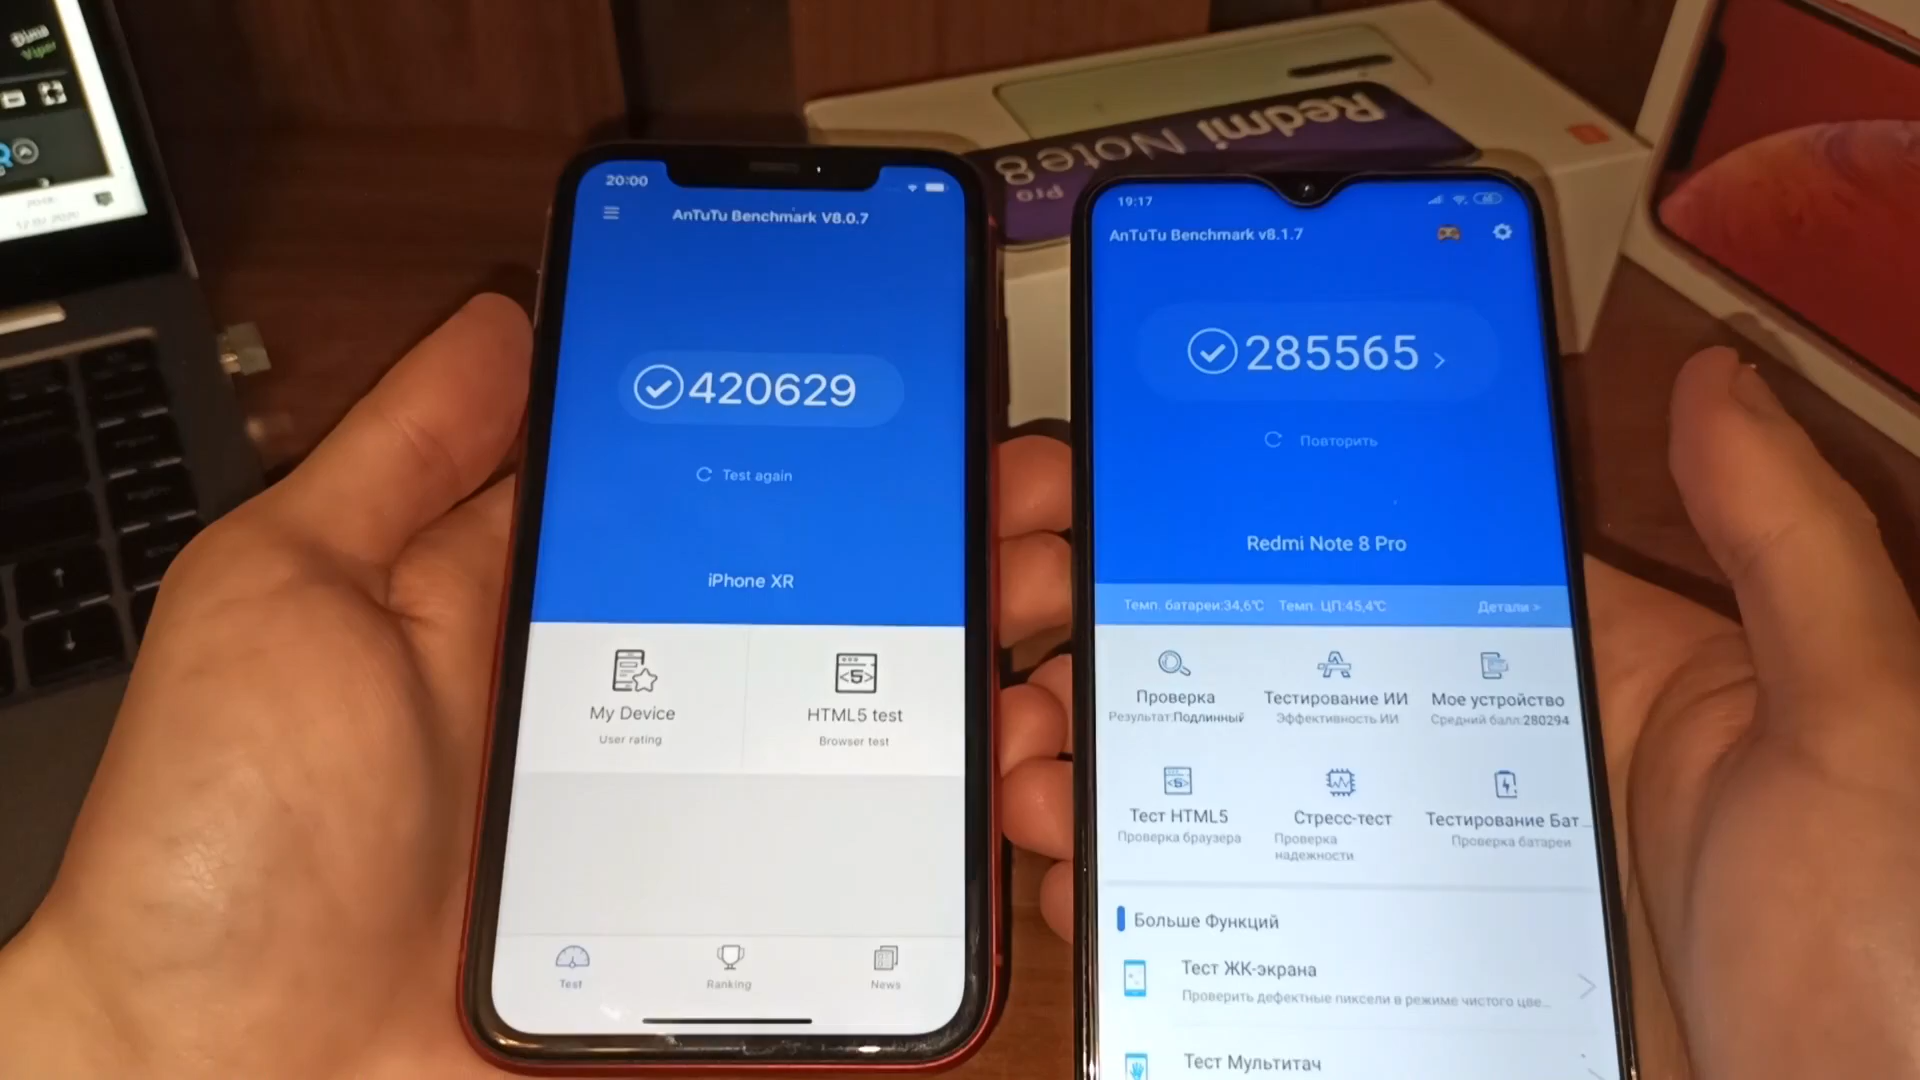 Dima
Viper
20:00
AnTuTu Benchmark V8.0.7
420629
Test again
iPhone XR
My Device
User rating
HTML5 test
Browser test
Test
Ranking
News
Redmi Note 8
Pro
19:17
AnTuTu Benchmark v8.1.7
285565 >
Повторить
Redmi Note 8 Pro
Темп. батареи:34,6℃ Темп. ЦП:45,4℃ Детали >
Проверка
Результат:Подлинный
Тестирование ИИ
Эффективность ИИ
Мое устройство
Средний балл:280294
Тест HTML5
Проверка браузера
Стресс-тест
Проверка
надежности
Тестирование Бат...
Проверка батареи
Больше Функций
Тест ЖК-экрана
Проверить дефектные пиксели в режиме чистого цве...
Тест Мультитач